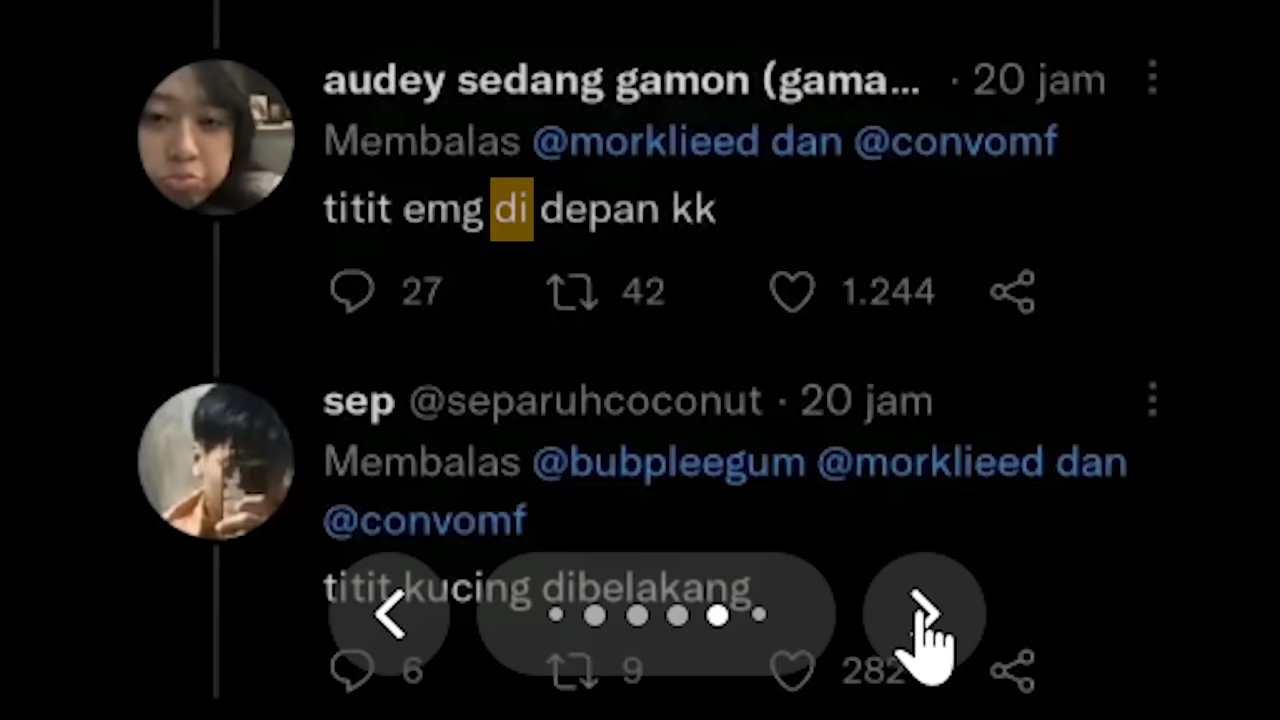 audey sedang gamon (gama... · 20 jam
Membalas @morklieed dan @convomf
titit emg di depan kk
27 42 1.244
sep @separuhcoconut · 20 jam
Membalas @bubpleegum @morklieed dan
@convomf
titit kucing dibelakang
6 9 282